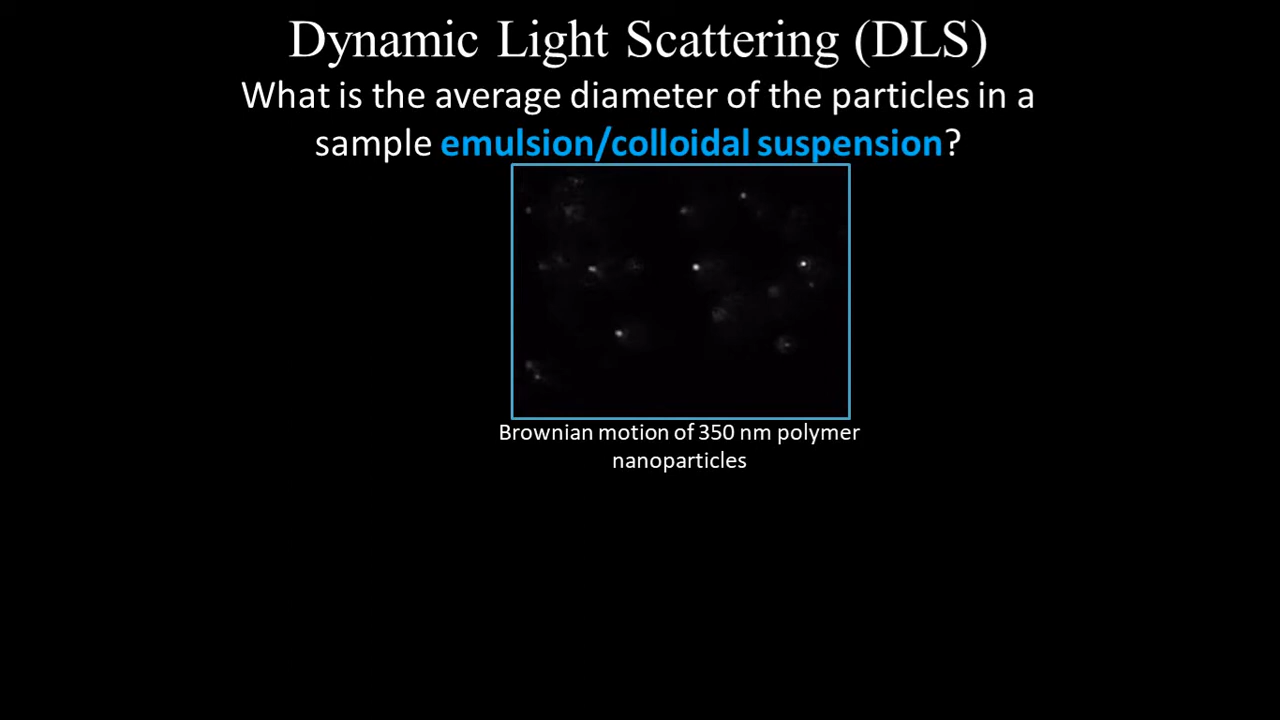 Dynamic Light Scattering (DLS)
What is the average diameter of the particles in a
sample emulsion/colloidal suspension?
Brownian motion of 350 nm polymer
nanoparticles